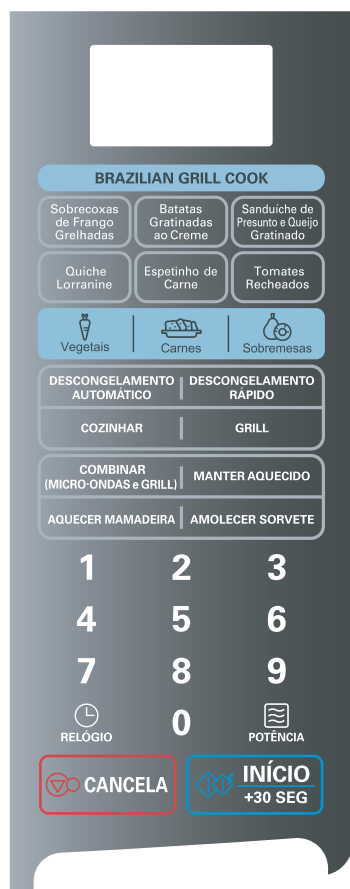 BRAZILIAN GRILL COOK
Sobrecoxas
de Frango
Grelhadas
Batatas
Gratinadas
ao Creme
Sanduíche de
Presunto e Queijo
Gratinado
Quiche
Lorranine
Espetinho de
Carne
Tomates
Recheados
Vegetais
Carnes
Sobremesas
DESCONGELAMENTO
AUTOMÁTICO
DESCONGELAMENTO
RÁPIDO
COZINHAR
GRILL
COMBINAR
(MICRO-ONDAS e GRILL)
MANTER AQUECIDO
AQUECER MAMADEIRA
AMOLECER SORVETE
1 2 3
4 5 6
7 8 9
RELÓGIO
0
POTÊNCIA
CANCELA
INÍCIO
+30 SEG